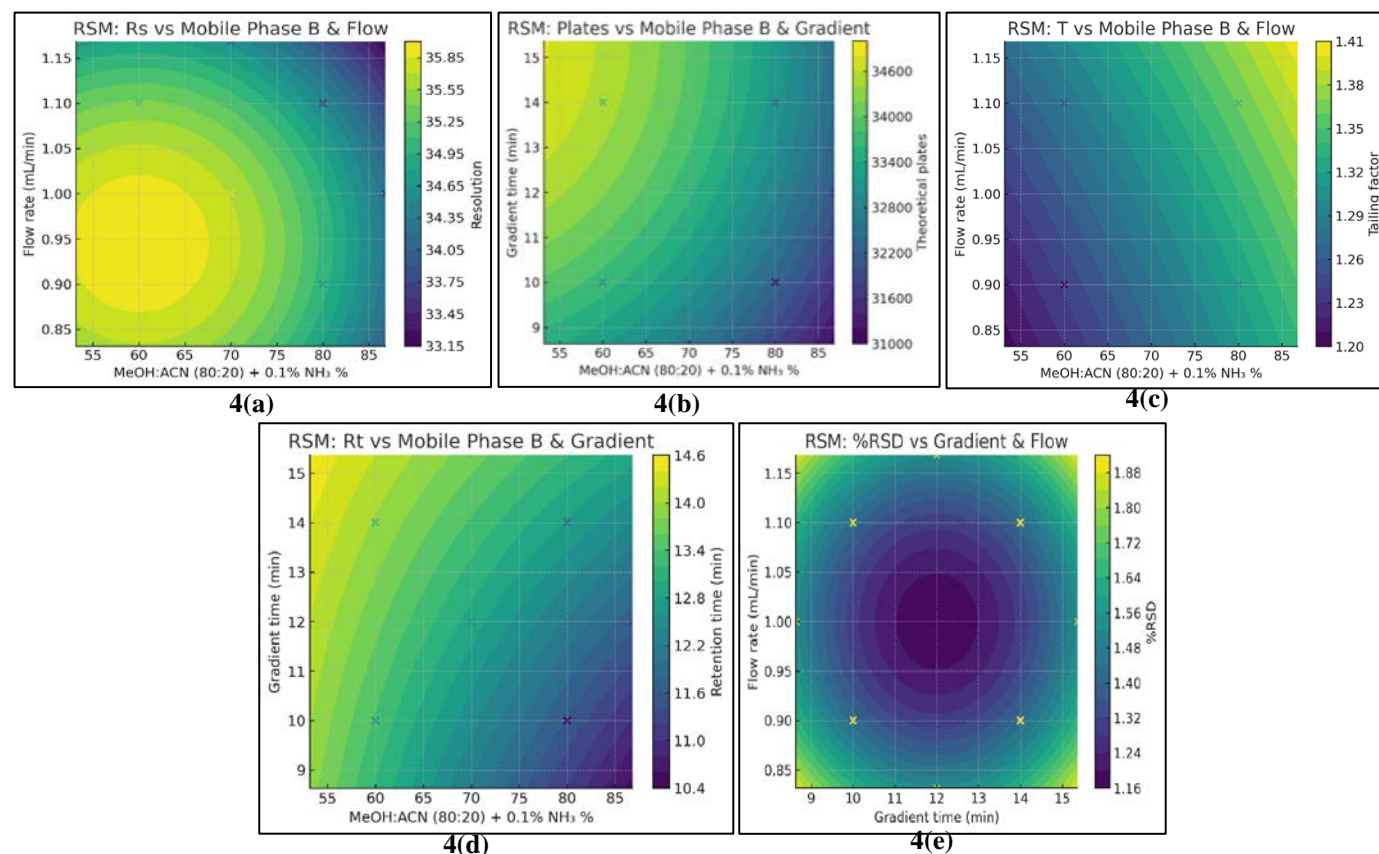 RSM: Rs vs Mobile Phase B & Flow
1.15
1.10
1.05
1.00
0.95
0.90
0.85
Flow rate (mL/min)
55 60 65 70 75 80 85
MeOH:ACN (80:20) + 0.1% NH₃ %
35.85
35.55
35.25
34.95
34.65
34.35
34.05
33.75
33.45
33.15
Resolution
4(a)
RSM: Plates vs Mobile Phase B & Gradient
15
14
13
12
11
10
9
Gradient time (min)
55 60 65 70 75 80 85
MeOH:ACN (80:20) + 0.1% NH₃ %
34600
34000
33400
32800
32200
31600
31000
Theoretical plates
4(b)
RSM: T vs Mobile Phase B & Flow
1.15
1.10
1.05
1.00
0.95
0.90
0.85
Flow rate (mL/min)
55 60 65 70 75 80 85
MeOH:ACN (80:20) + 0.1% NH₃ %
1.41
1.38
1.35
1.32
1.29
1.26
1.23
1.20
Tailing factor
4(c)
RSM: Rt vs Mobile Phase B & Gradient
15
14
13
12
11
10
9
Gradient time (min)
55 60 65 70 75 80 85
MeOH:ACN (80:20) + 0.1% NH₃ %
14.6
14.0
13.4
12.8
12.2
11.6
11.0
10.4
Retention time (min)
4(d)
RSM: %RSD vs Gradient & Flow
1.15
1.10
1.05
1.00
0.95
0.90
0.85
Flow rate (mL/min)
9 10 11 12 13 14 15
Gradient time (min)
1.88
1.80
1.72
1.64
1.56
1.48
1.40
1.32
1.24
1.16
%RSD
4(e)